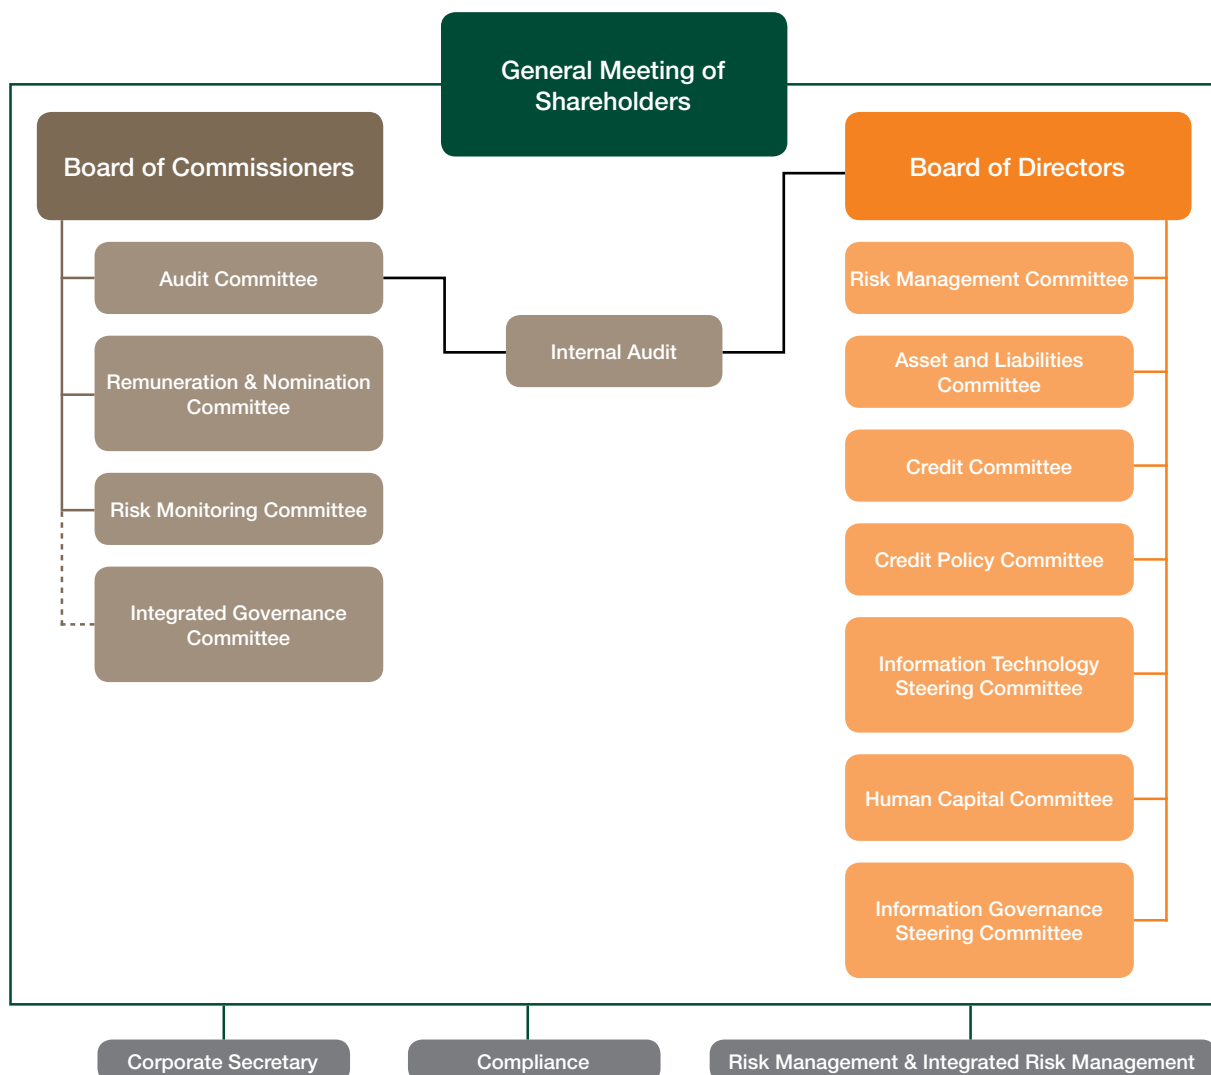 General Meeting of
Shareholders
Board of Commissioners
Audit Committee
Remuneration & Nomination
Committee
Risk Monitoring Committee
Integrated Governance
Committee
Internal Audit
Board of Directors
Risk Management Committee
Asset and Liabilities
Committee
Credit Committee
Credit Policy Committee
Information Technology
Steering Committee
Human Capital Committee
Information Governance
Steering Committee
Corporate Secretary
Compliance
Risk Management & Integrated Risk Management